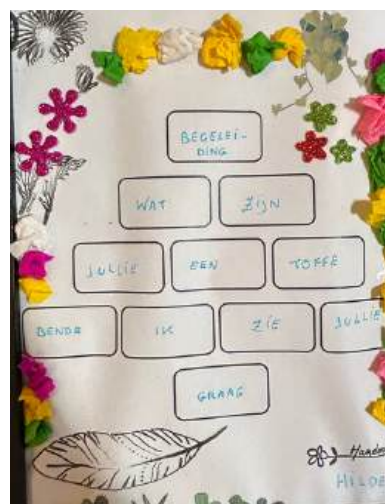 BEGELEI-
DING
WAT ZIJN
JULLIE EEN TOFFE
BENDE IK ZIE JULLIE
GRAAG
HILDE